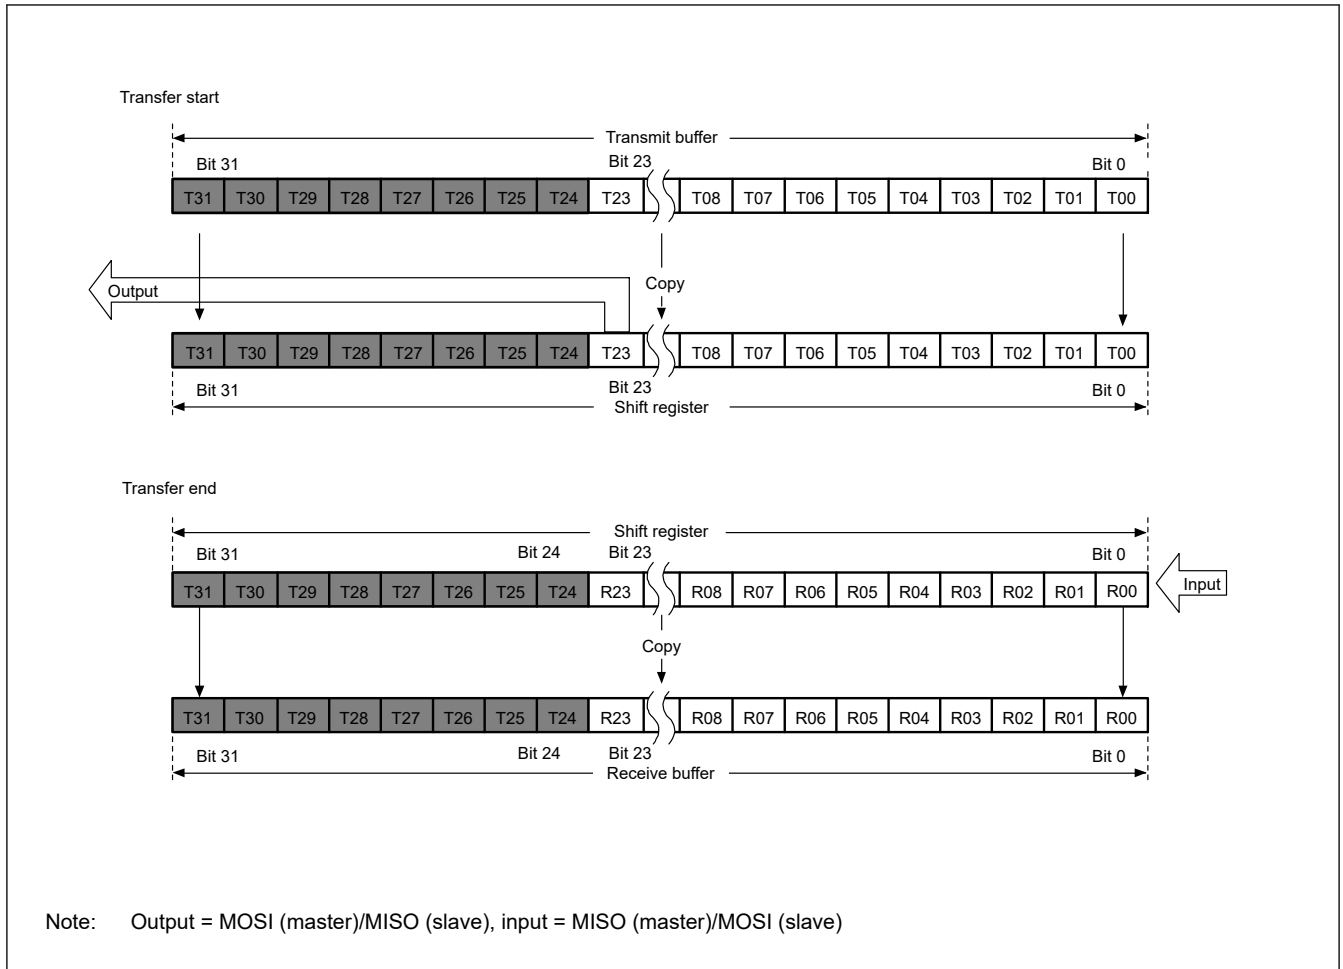 Transfer start
Transmit buffer
Bit 31 Bit 23 Bit 0
T31 T30 T29 T28 T27 T26 T25 T24 T23 T08 T07 T06 T05 T04 T03 T02 T01 T00
Copy
Output
T31 T30 T29 T28 T27 T26 T25 T24 T23 T08 T07 T06 T05 T04 T03 T02 T01 T00
Bit 31 Bit 23 Bit 0
Shift register
Transfer end
Shift register
Bit 31 Bit 24 Bit 23 Bit 0
T31 T30 T29 T28 T27 T26 T25 T24 R23 R08 R07 R06 R05 R04 R03 R02 R01 R00 Input
Copy
T31 T30 T29 T28 T27 T26 T25 T24 R23 R08 R07 R06 R05 R04 R03 R02 R01 R00
Bit 31 Bit 24 Bit 23 Bit 0
Receive buffer
Note: Output = MOSI (master)/MISO (slave), input = MISO (master)/MOSI (slave)